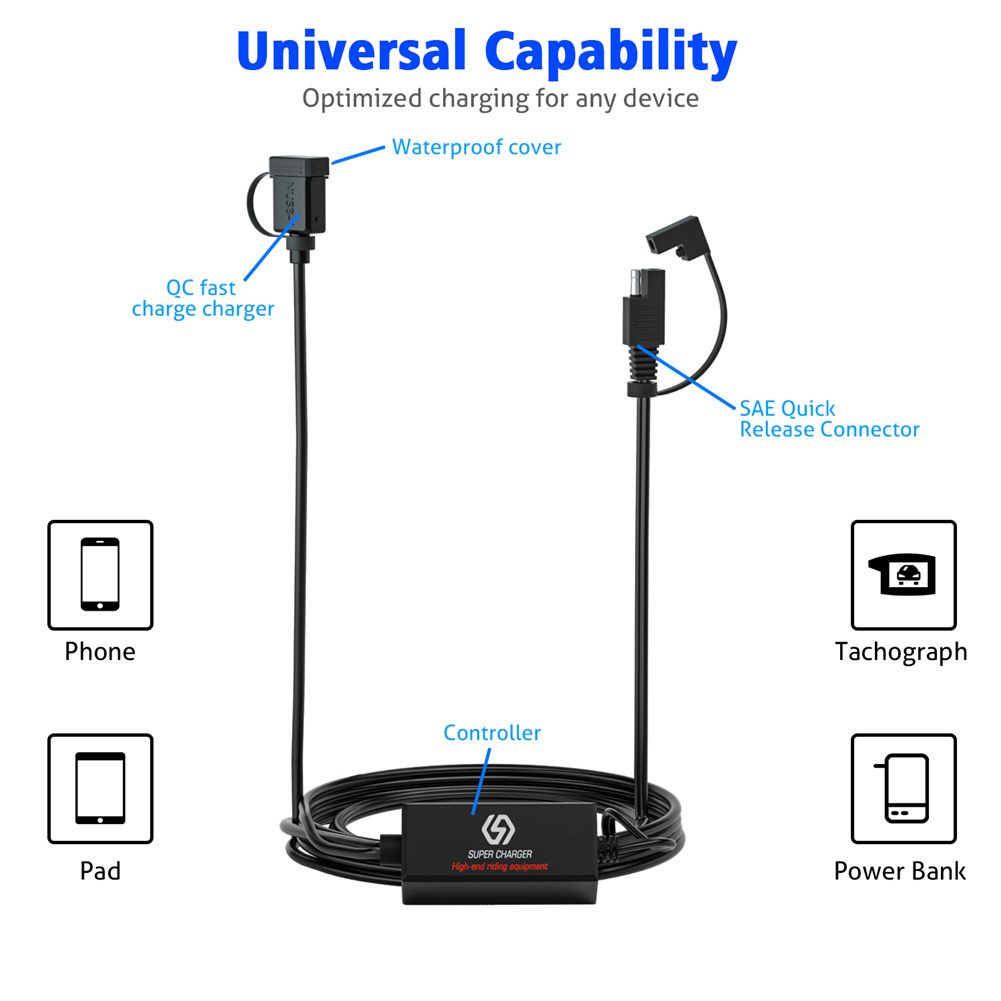 Universal Capability
Optimized charging for any device
Waterproof cover
QC fast
charge charger
SAE Quick
Release Connector
Phone
Tachograph
Controller
SUPER CHARGER
High-end riding equipment
Pad
Power Bank